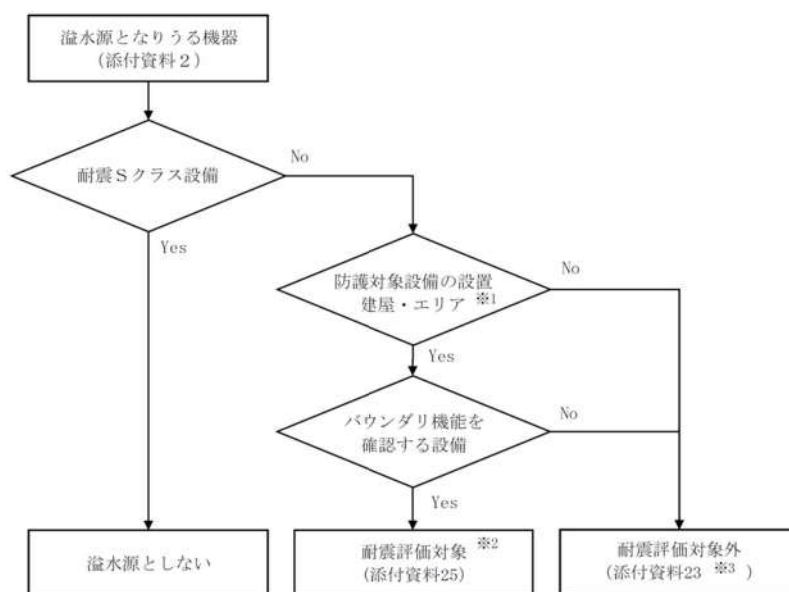 溢水源となりうる機器
(添付資料２)
耐震Ｓクラス設備
No
Yes
防護対象設備の設置
建屋・エリア ※1
No
Yes
バウンダリ機能を
確認する設備
No
Yes
溢水源としない
耐震評価対象 ※2
(添付資料25)
耐震評価対象外
(添付資料23 ※3 )